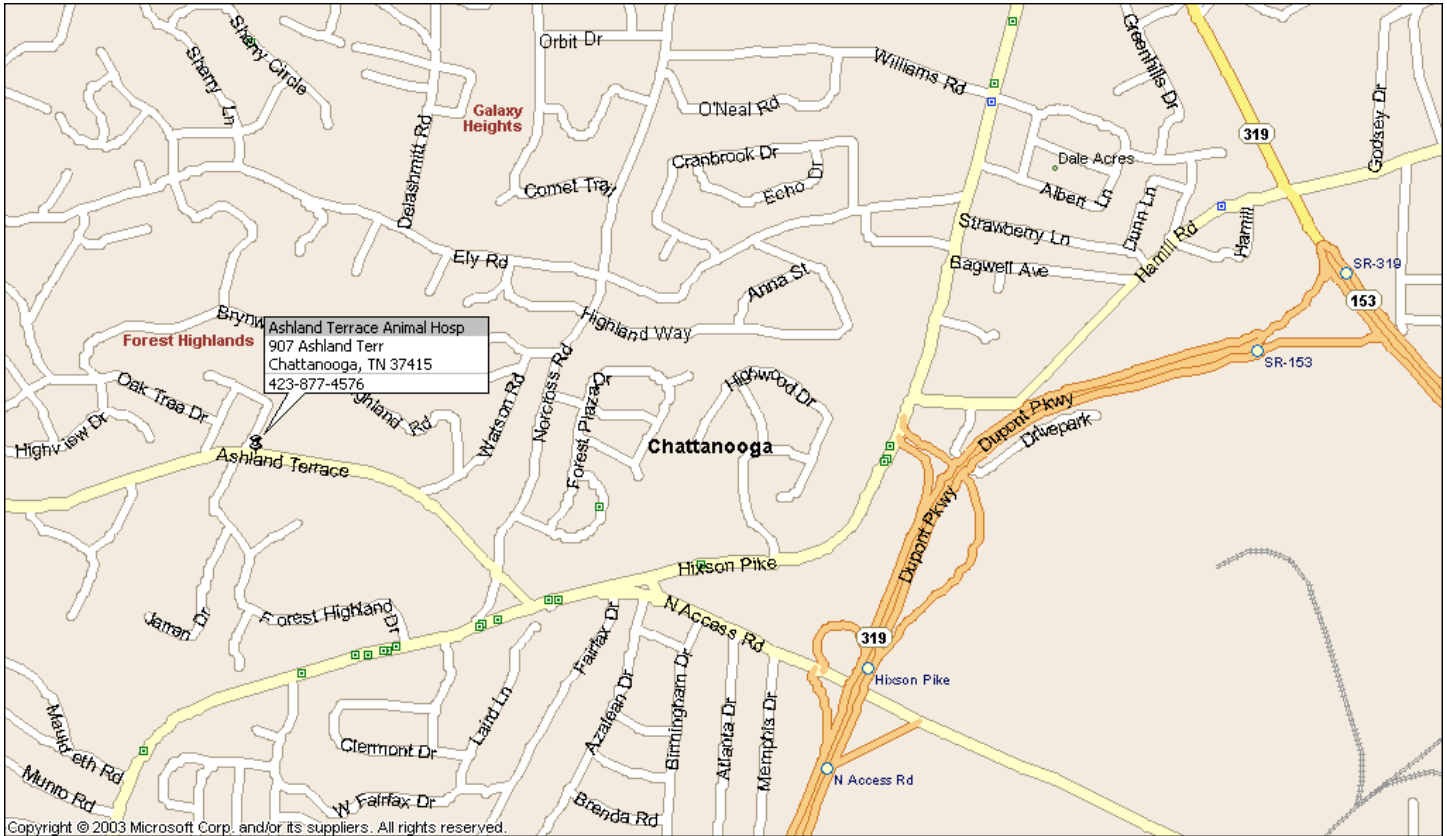 Sherry Circle
Orbit Dr
Williams Rd
Greenhills Dr
Sherry Ln
Galaxy
Heights
O'Neal Rd
319
Godsey Dr
Delashmitt Rd
Cranbrook Dr
Dale Acres
Comet Trail
Echo Dr
Albert Ln
Dunn Ln
Strawberry Ln
Hamill
Hamill Rd
Ely Rd
Bagwell Ave
SR-319
Anna St
153
Highland Way
Forest Highlands
Ashland Terrace Animal Hosp
907 Ashland Terr
Chattanooga, TN 37415
423-877-4576
SR-153
Oak Tree Dr
Highland Rd
Watson Rd
Norcross Rd
Forest Plaza Dr
Highwood Dr
Dupont Pkwy
Drivepark
Highview Dr
Chattanooga
Ashland Terrace
Dupont Pkwy
Hixson Pike
Jarren Dr
Forest Highland Dr
N Access Rd
Fairfax Dr
319
Hixson Pike
Laird Ln
Azalean Dr
Birmingham Dr
Atlanta Dr
Memphis Dr
Clermont Dr
Mauldeth Rd
N Access Rd
Munro Rd
W Fairfax Dr
Brenda Rd
Copyright © 2003 Microsoft Corp. and/or its suppliers. All rights reserved.